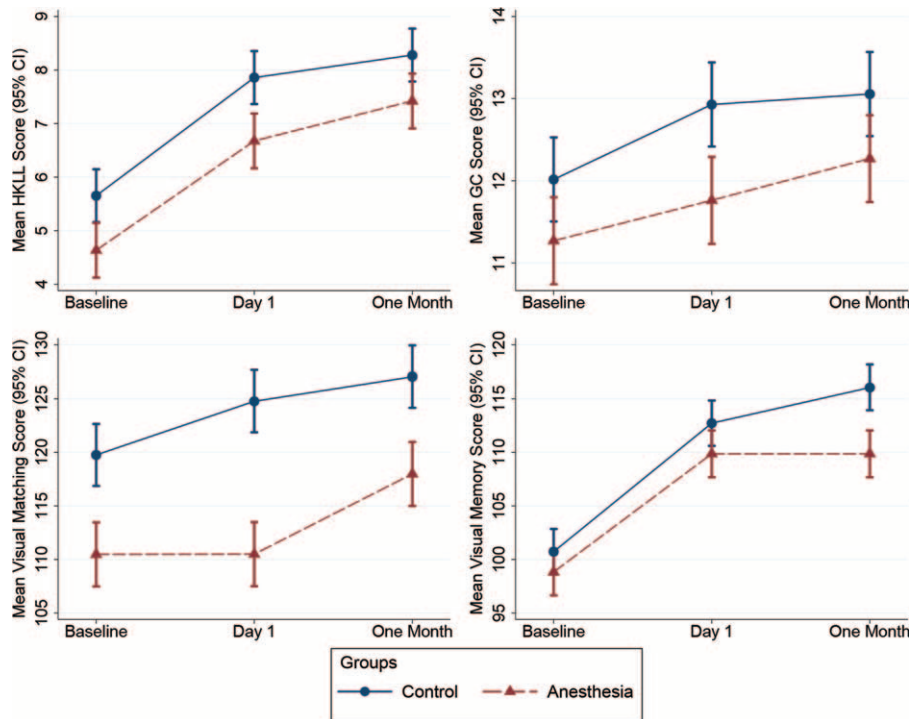 Mean HKLL Score (95% CI)
9
8
7
6
5
4
Baseline Day 1 One Month
Mean GC Score (95% CI)
14
13
12
11
Baseline Day 1 One Month
Mean Visual Matching Score (95% CI)
130
125
120
115
110
105
Baseline Day 1 One Month
Mean Visual Memory Score (95% CI)
120
115
110
105
100
95
Baseline Day 1 One Month
Groups
Control Anesthesia